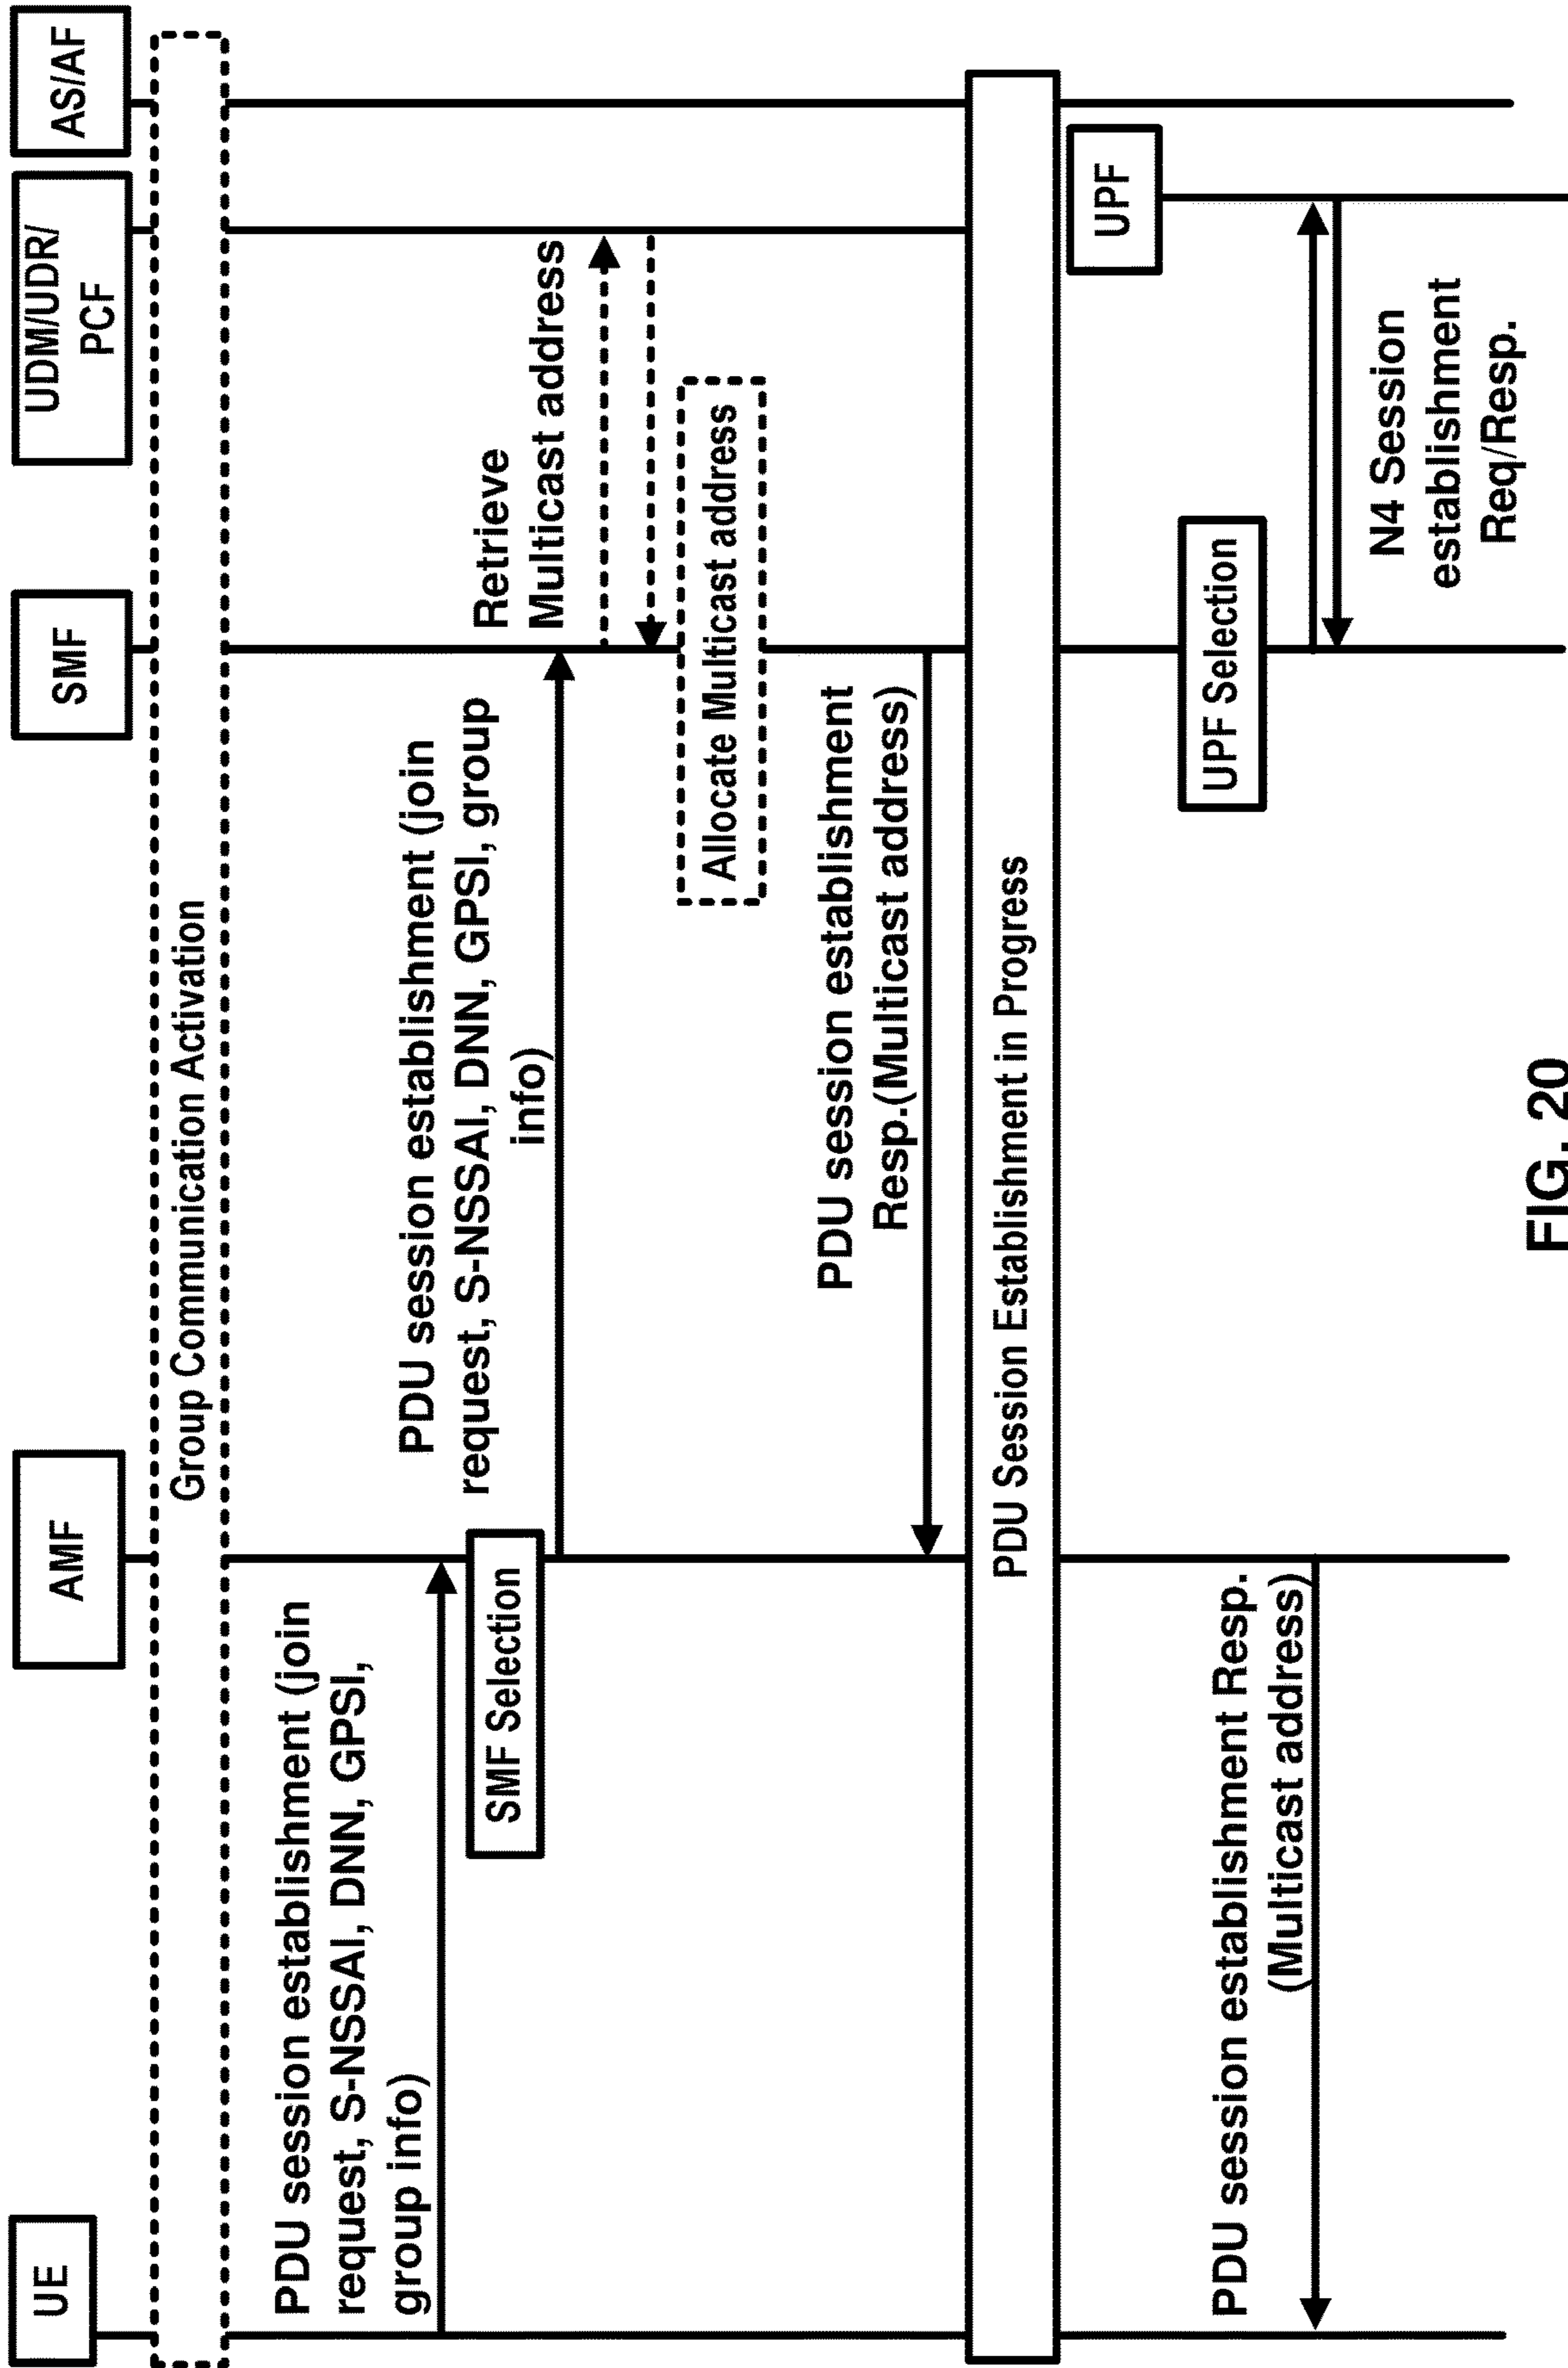 UE
AMF
SMF
UDM/UDR/
PCF
AS/AF
Group Communication Activation
PDU session establishment (join
request, S-NSSAI, DNN, GPSI,
group info)
SMF Selection
PDU session establishment (join
request, S-NSSAI, DNN, GPSI, group
info)
Retrieve
Multicast address
Allocate Multicast address
PDU session establishment
Resp.(Multicast address)
PDU Session Establishment in Progress
UPF
UPF Selection
PDU session establishment Resp.
(Multicast address)
N4 Session
establishment
Req/Resp.
FIG. 20